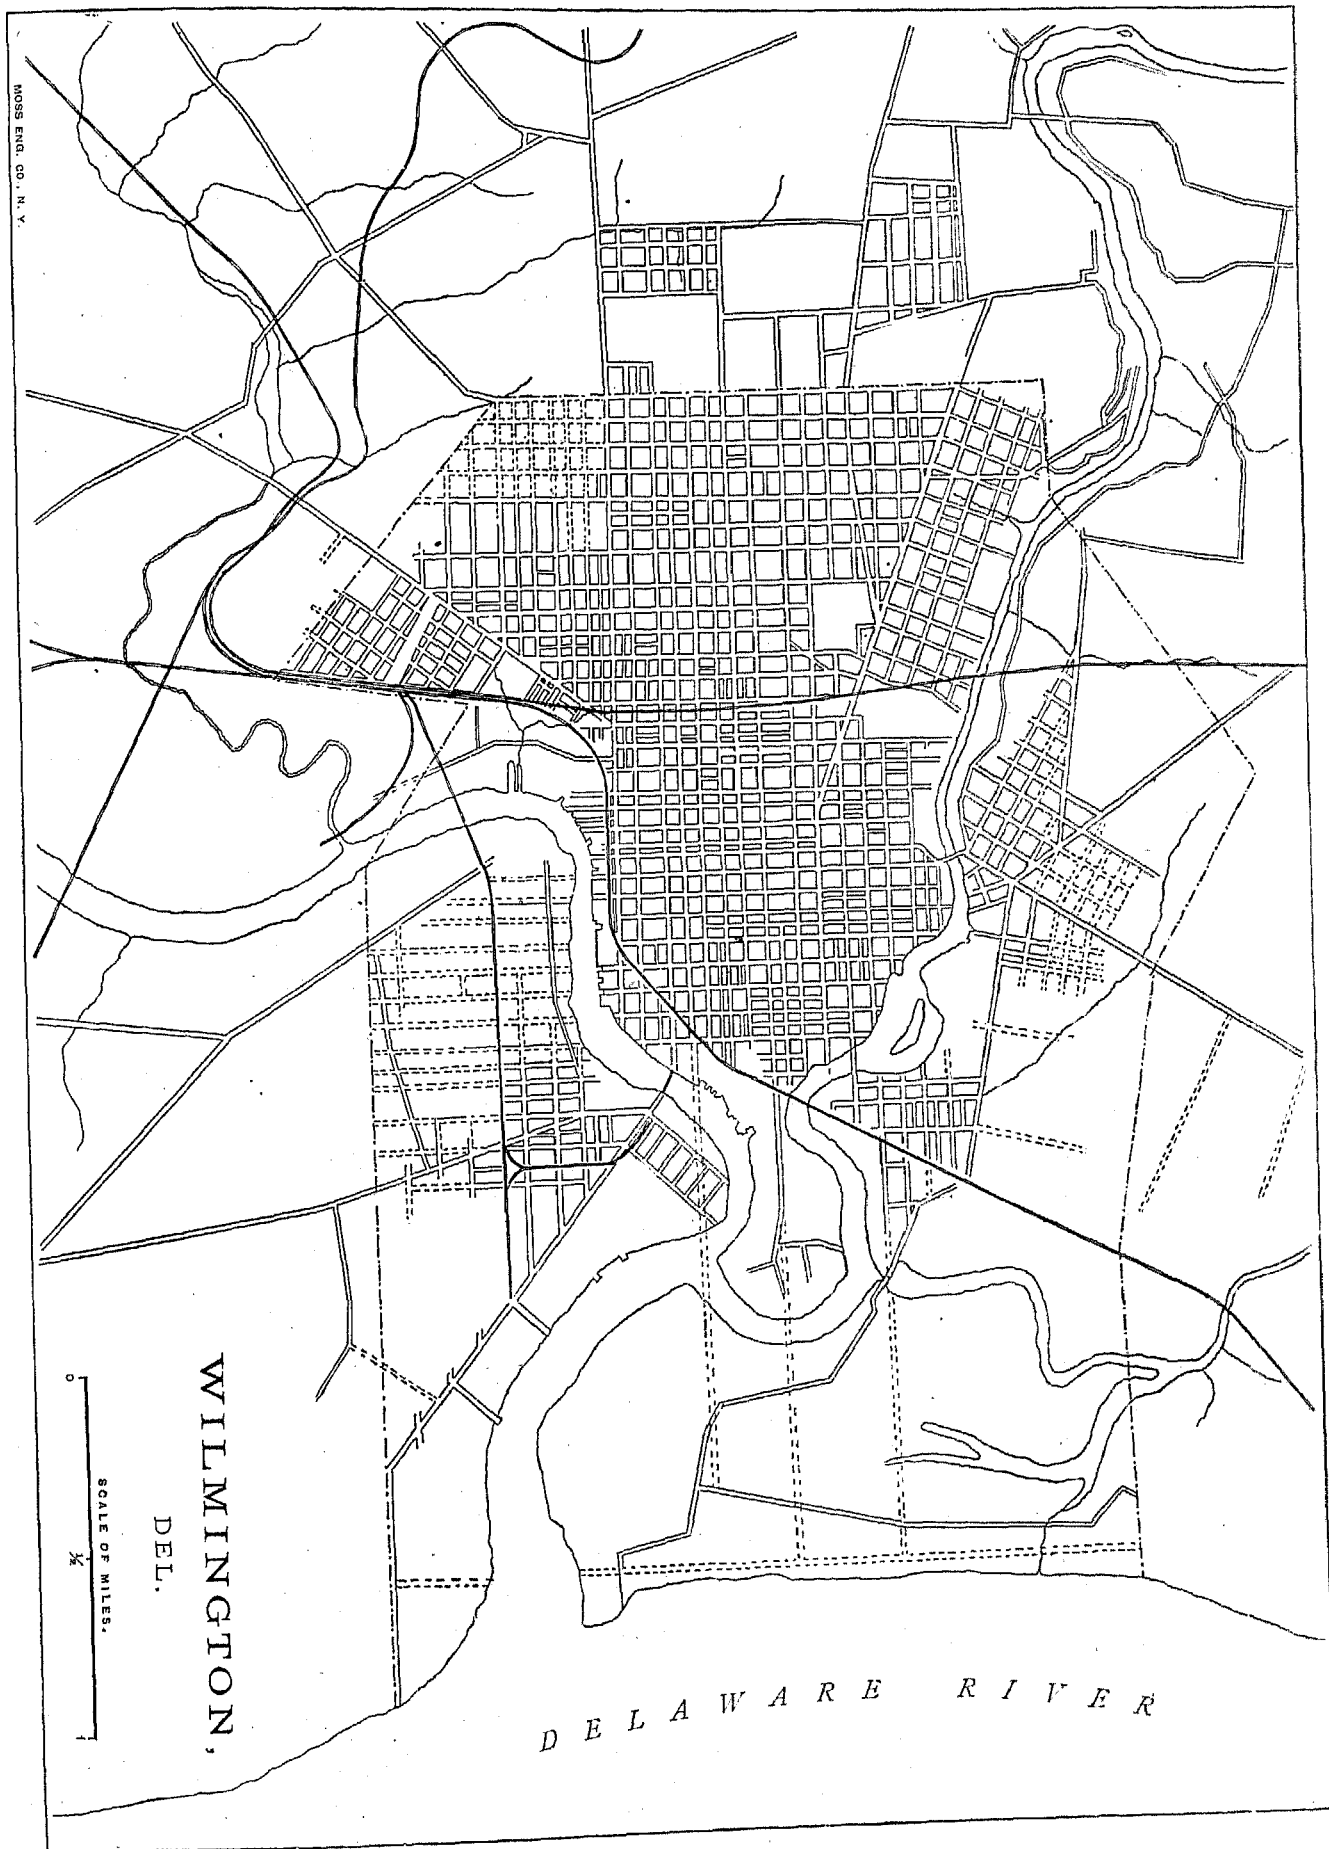 WILMINGTON,
DEL.
SCALE OF MILES.
0 ½ 1
DELAWARE RIVER
MOSS ENG. CO., N. Y.